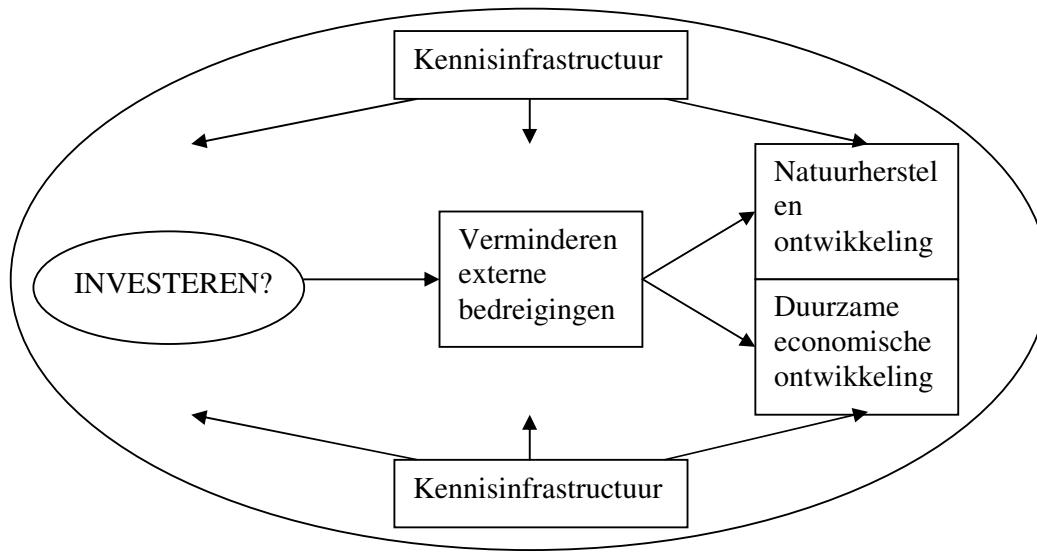 Kennisinfrastructuur
Natuurherstel
en
ontwikkeling
Verminderen
externe
bedreigingen
INVESTEREN?
Duurzame
economische
ontwikkeling
Kennisinfrastructuur